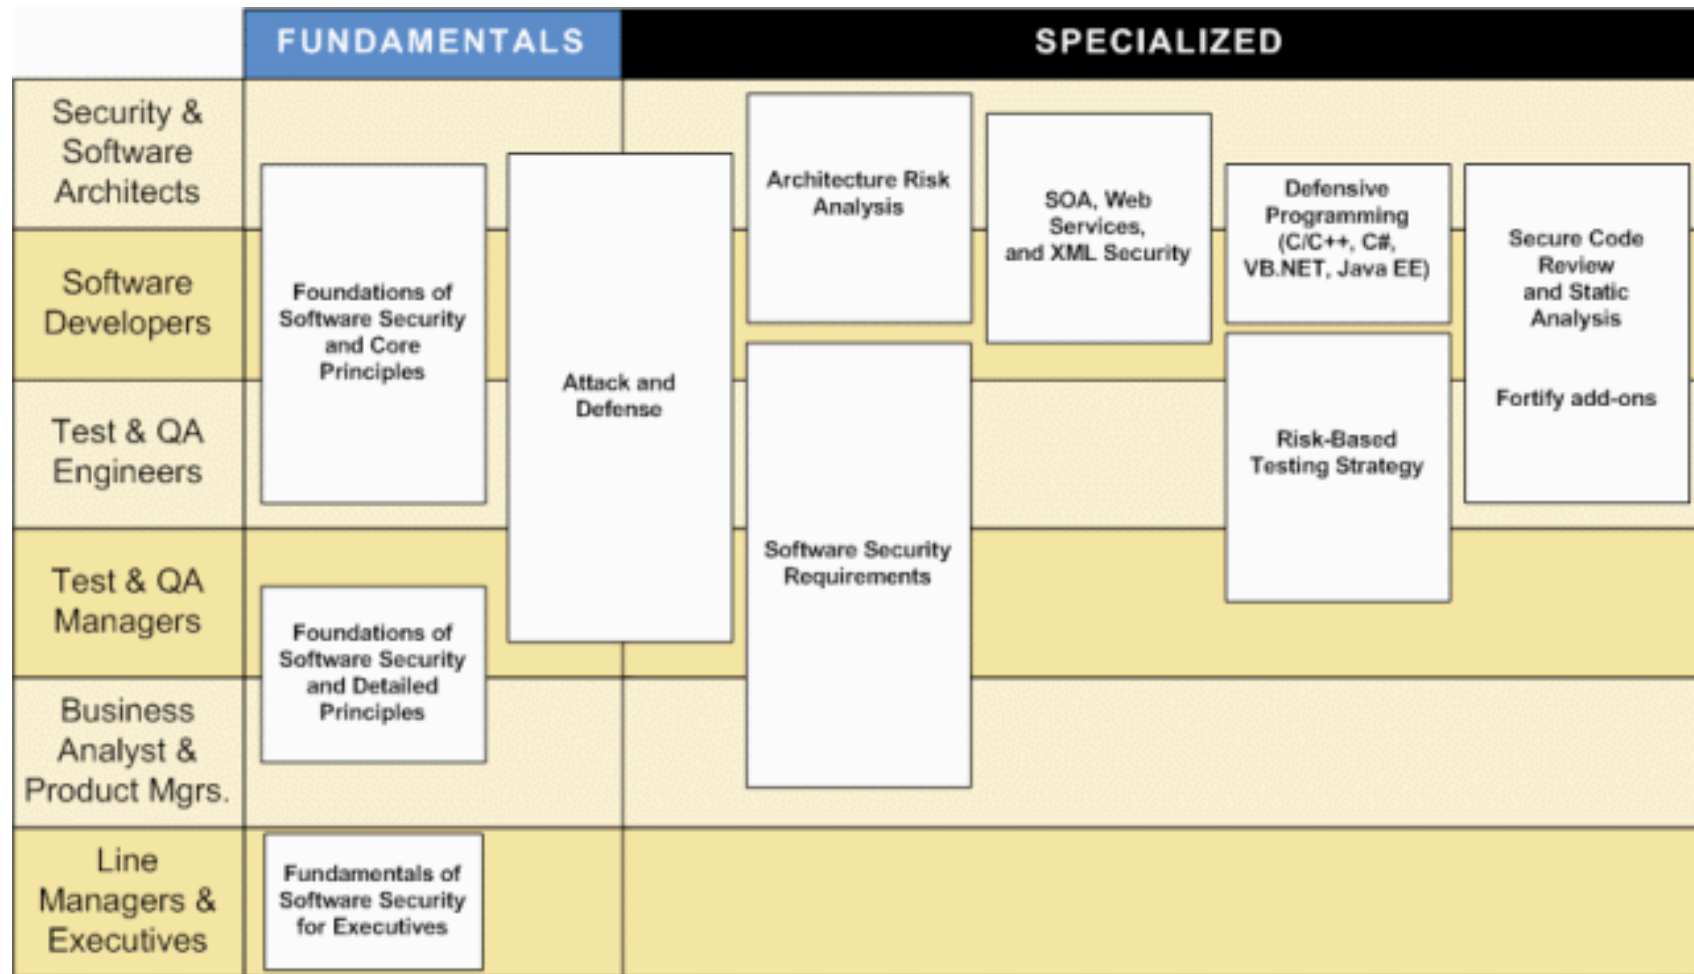 FUNDAMENTALS
SPECIALIZED
Security &
Software
Architects
Software
Developers
Test & QA
Engineers
Test & QA
Managers
Business
Analyst &
Product Mgrs.
Line
Managers &
Executives
Foundations of
Software Security
and Core
Principles
Foundations of
Software Security
and Detailed
Principles
Fundamentals of
Software Security
for Executives
Attack and
Defense
Architecture Risk
Analysis
Software Security
Requirements
SOA, Web
Services,
and XML Security
Defensive
Programming
(C/C++, C#,
VB.NET, Java EE)
Risk-Based
Testing Strategy
Secure Code
Review
and Static
Analysis
Fortify add-ons